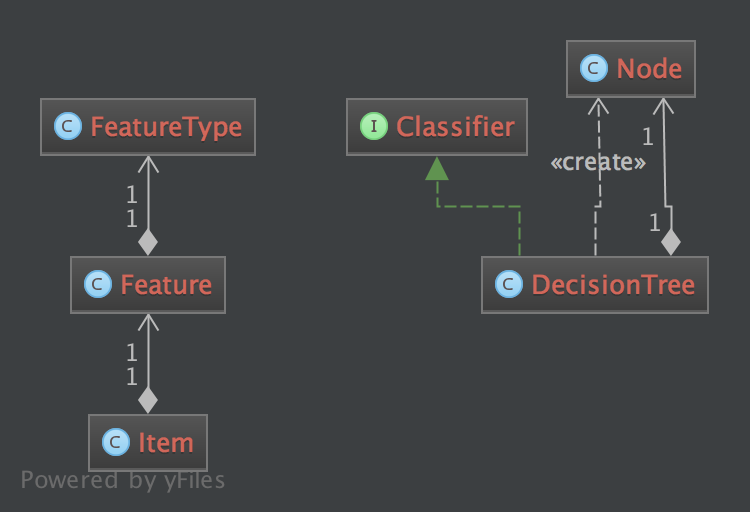 C Node
C FeatureType
I Classifier
1
«create»
1
1
1
C Feature
C DecisionTree
1
1
C Item
Powered by yFiles